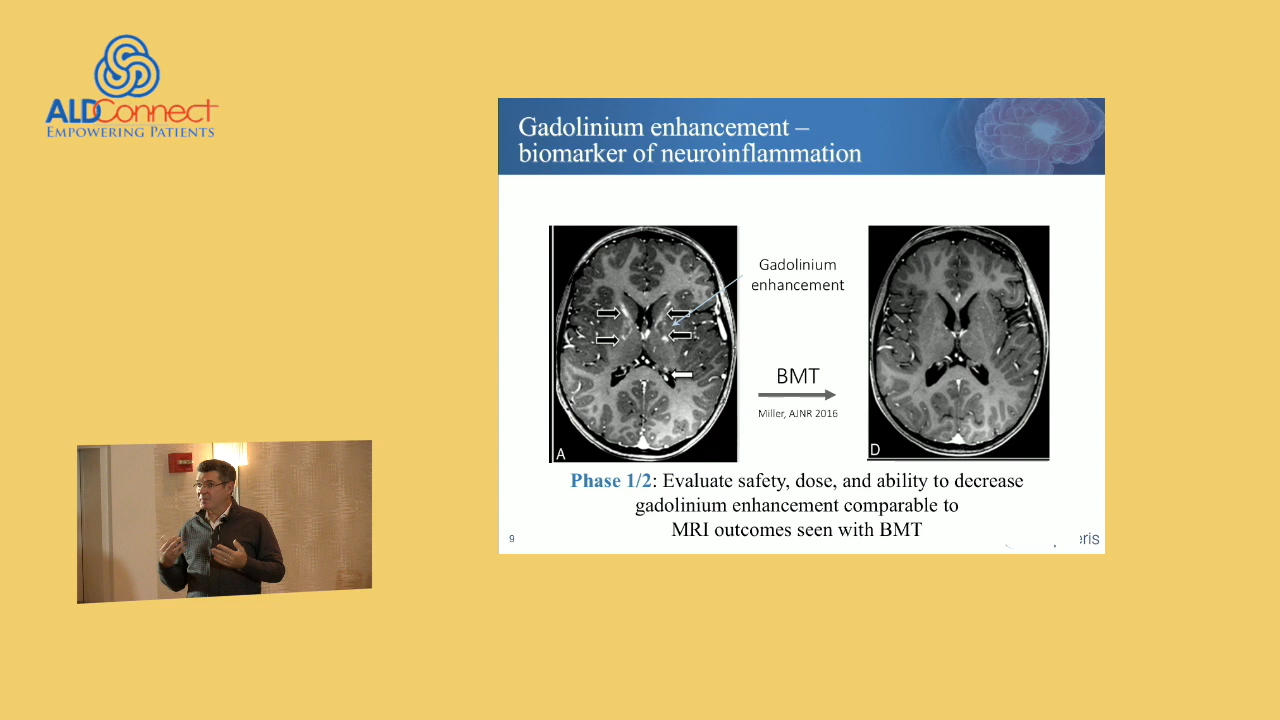 ALDConnect
EMPOWERING PATIENTS
Gadolinium enhancement –
biomarker of neuroinflammation
Gadolinium
enhancement
BMT
Miller, AJNR 2016
A
D
Phase 1/2: Evaluate safety, dose, and ability to decrease
gadolinium enhancement comparable to
MRI outcomes seen with BMT
9